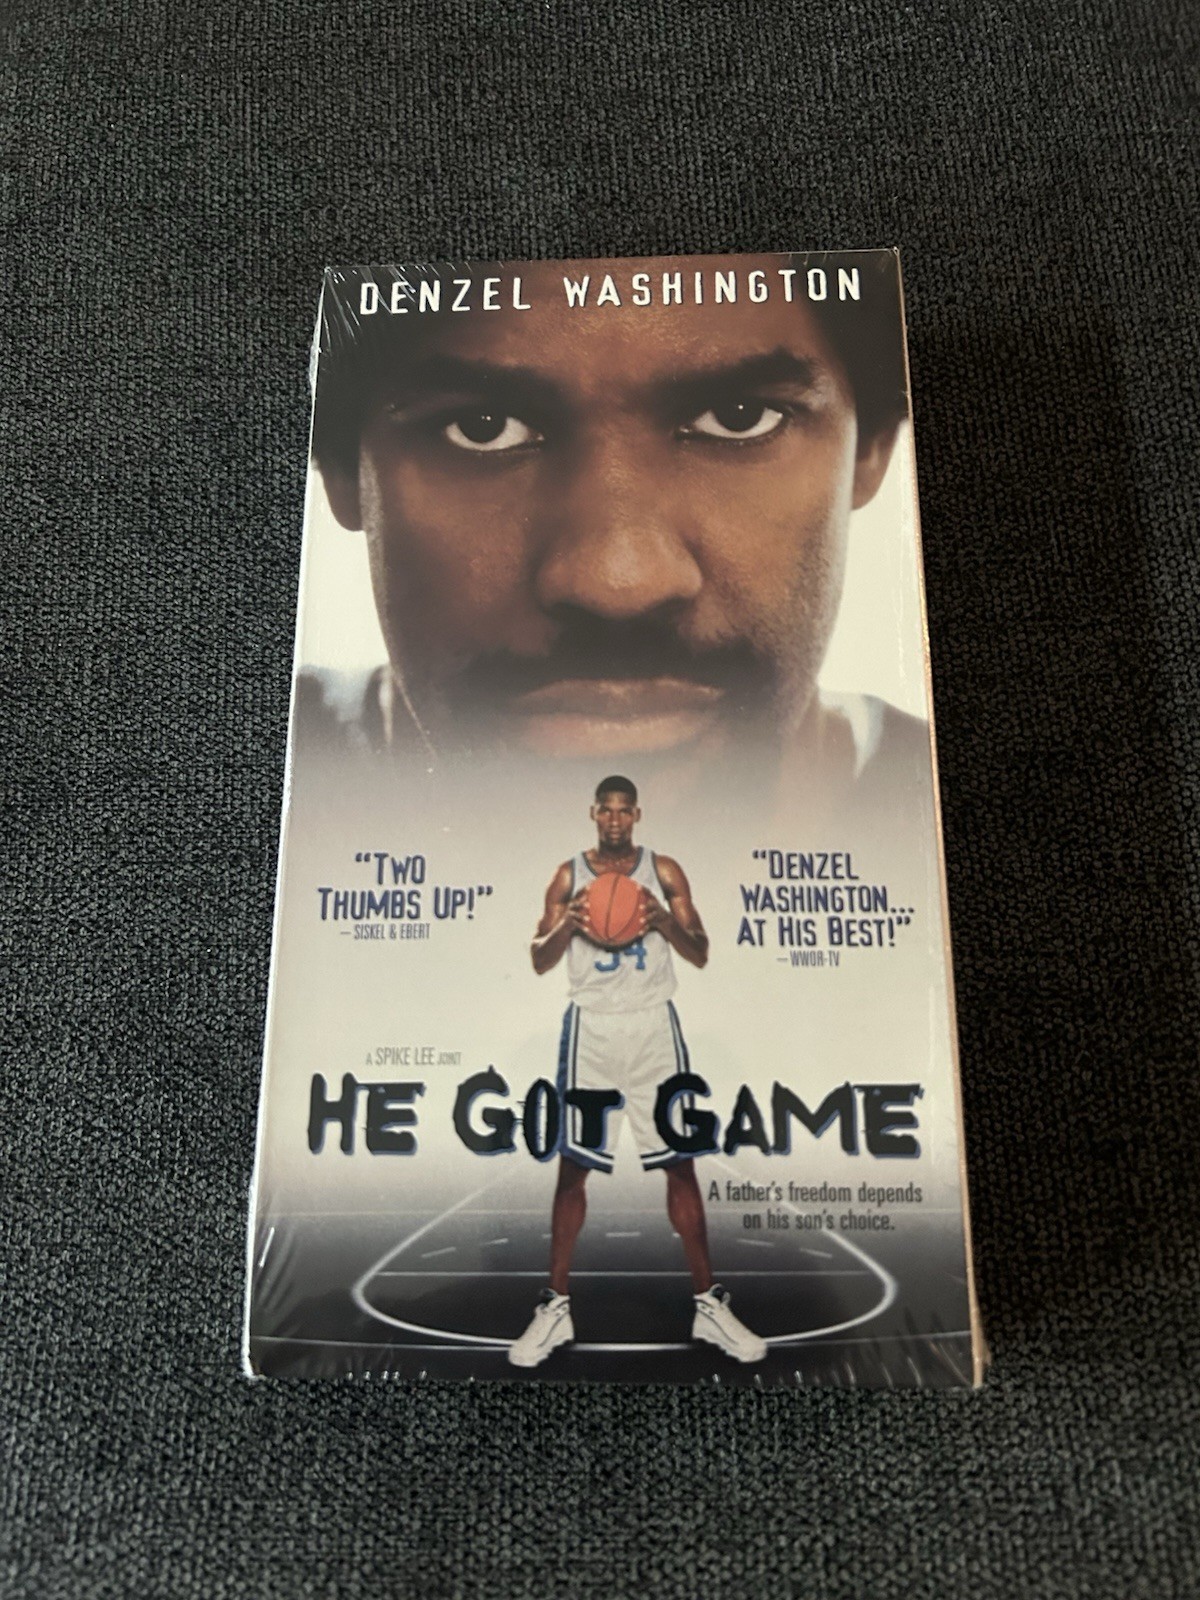 DENZEL WASHINGTON
"TWO
THUMBS UP!"
— SISKEL & EBERT
"DENZEL
WASHINGTON...
AT HIS BEST!"
— WWOR-TV
34
A SPIKE LEE JOINT
HE GOT GAME
A father's freedom depends
on his son's choice.